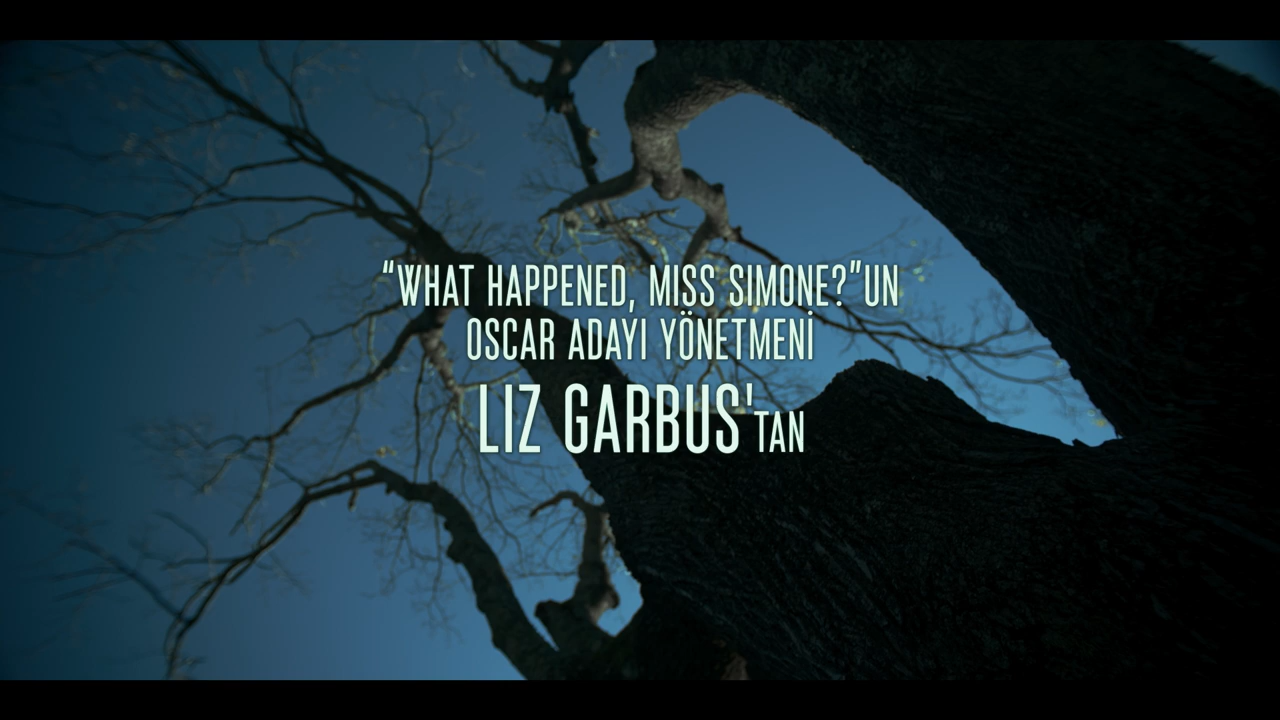 “WHAT HAPPENED, MISS SIMONE?”UN
OSCAR ADAYI YÖNETMENİ
LIZ GARBUS'TAN